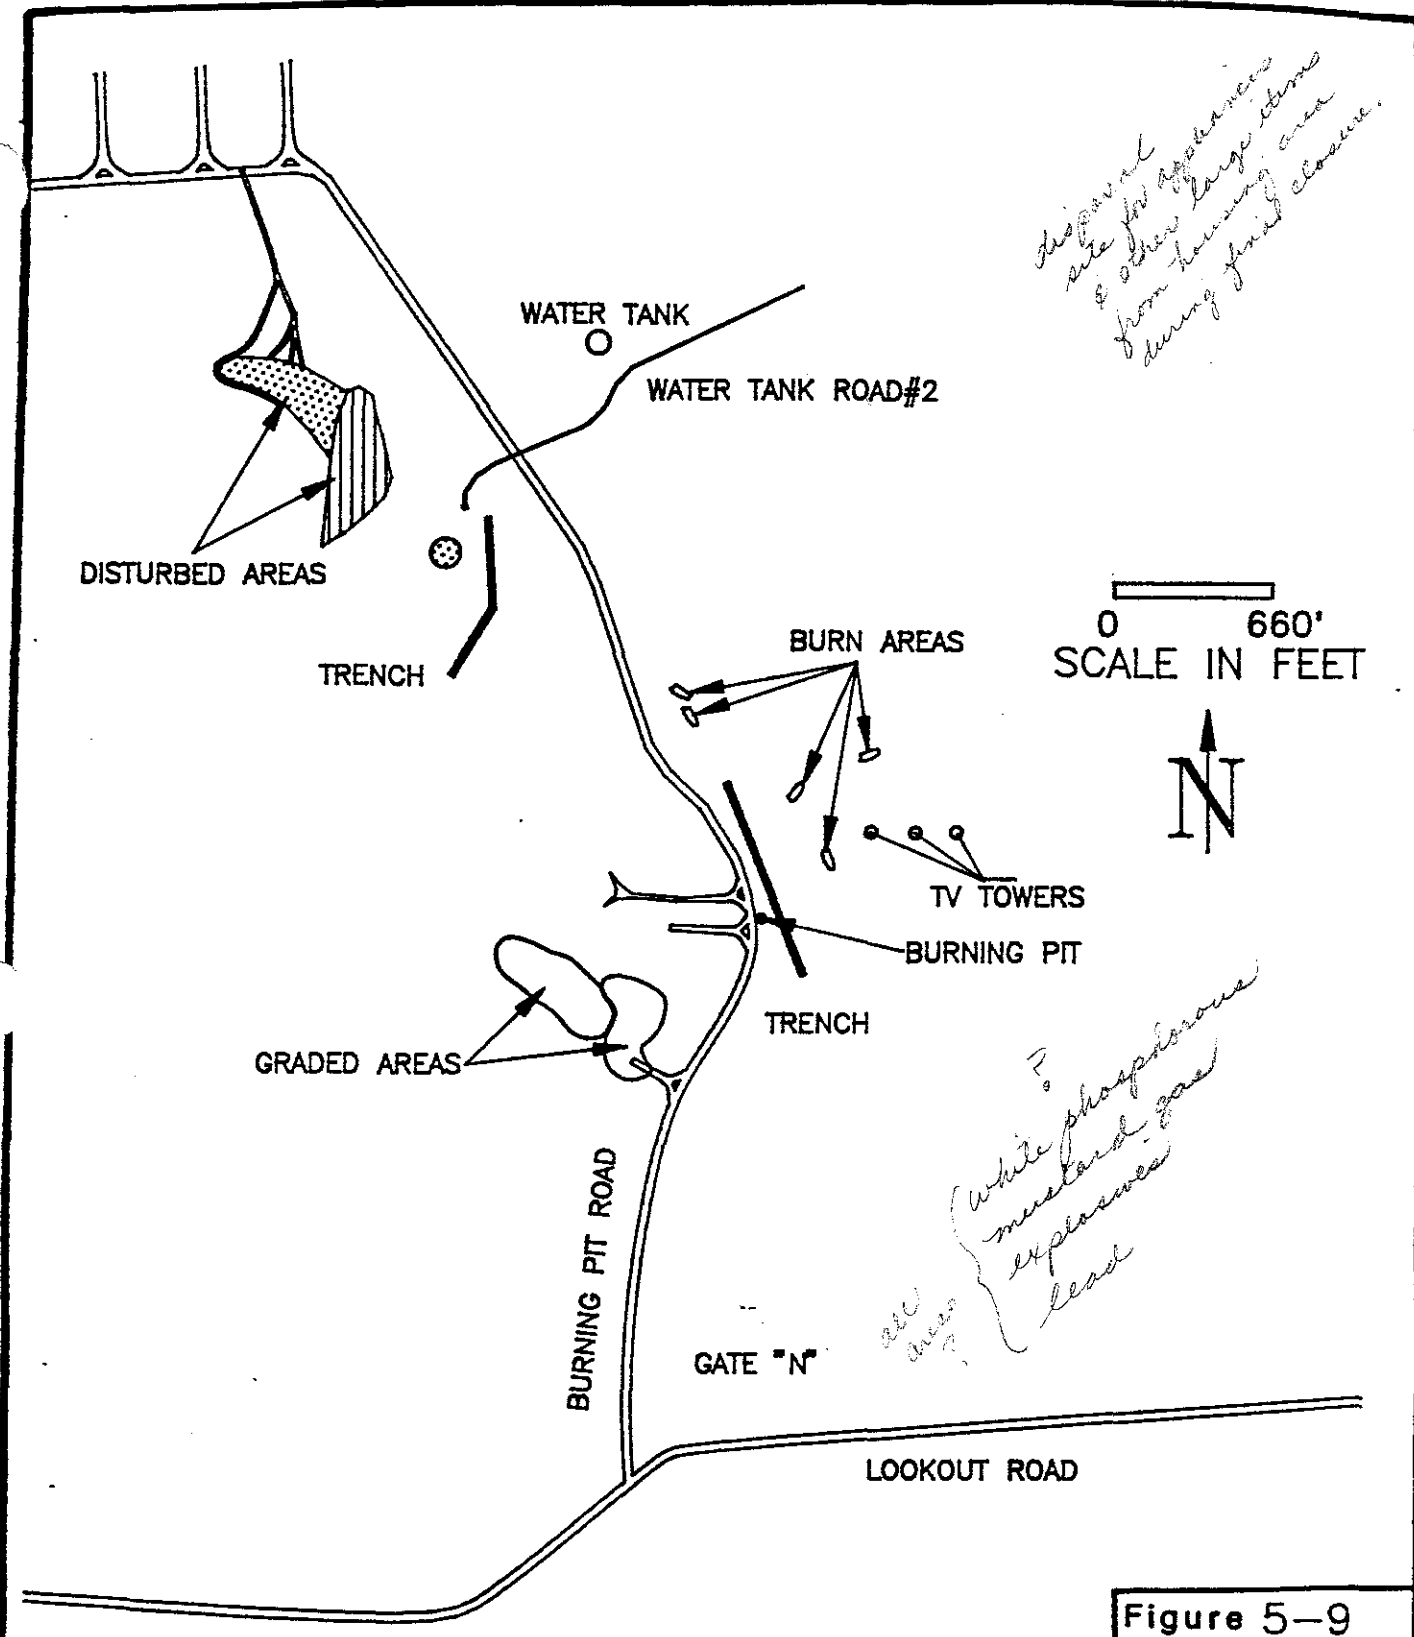 disposal
site for appliances
& other large items
from housing area
during final closure.
WATER TANK
WATER TANK ROAD#2
DISTURBED AREAS
TRENCH
BURN AREAS
0 660'
SCALE IN FEET
N
TV TOWERS
BURNING PIT
TRENCH
GRADED AREAS
?
white phosphorous
mustard gas
explosives
lead
all
areas
?
BURNING PIT ROAD
GATE "N"
LOOKOUT ROAD
Figure 5-9